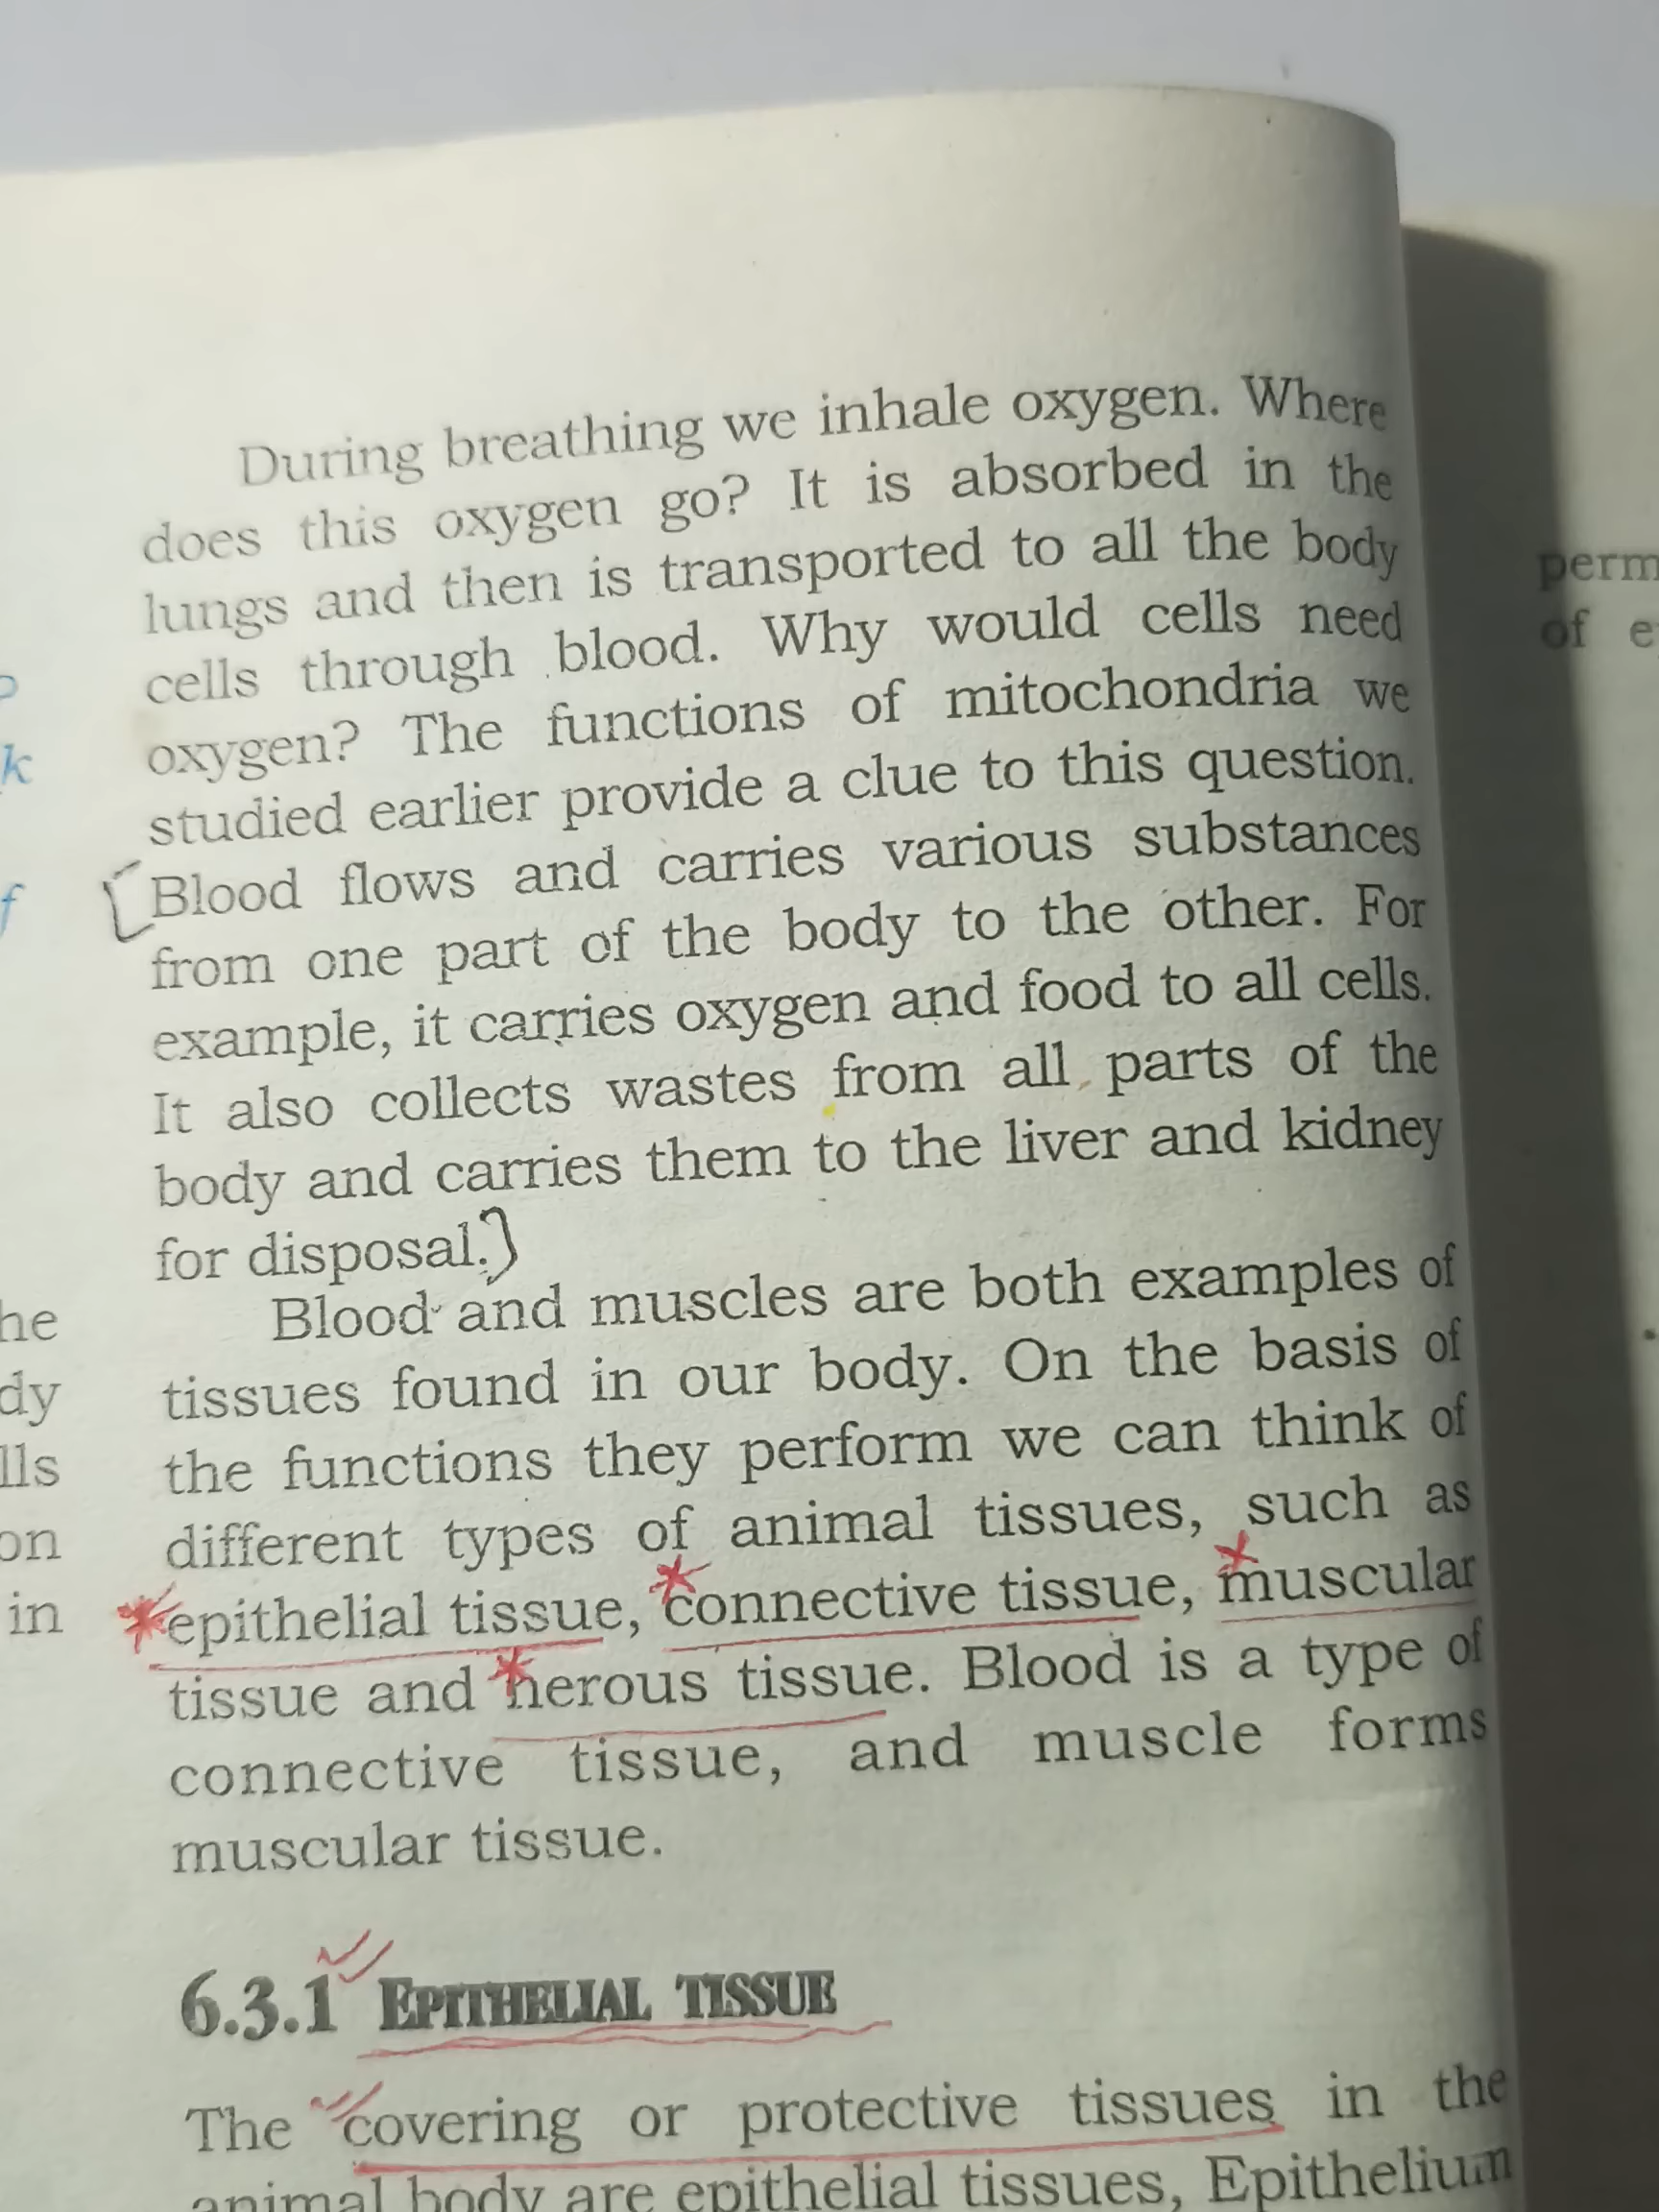 During breathing we inhale oxygen. Where
does this oxygen go? It is absorbed in the
lungs and then is transported to all the body
cells through blood. Why would cells need
oxygen? The functions of mitochondria we
studied earlier provide a clue to this question.
Blood flows and carries various substances
from one part of the body to the other. For
example, it carries oxygen and food to all cells.
It also collects wastes from all parts of the
body and carries them to the liver and kidney
for disposal.
Blood and muscles are both examples of
tissues found in our body. On the basis of
the functions they perform we can think of
different types of animal tissues, such as
epithelial tissue, connective tissue, muscular
tissue and nerous tissue. Blood is a type of
connective tissue, and muscle forms
muscular tissue.
6.3.1 EPITHELIAL TISSUE
The covering or protective tissues in the
animal body are epithelial tissues, Epithelium
k
f
he
dy
lls
on
in
perm
of e